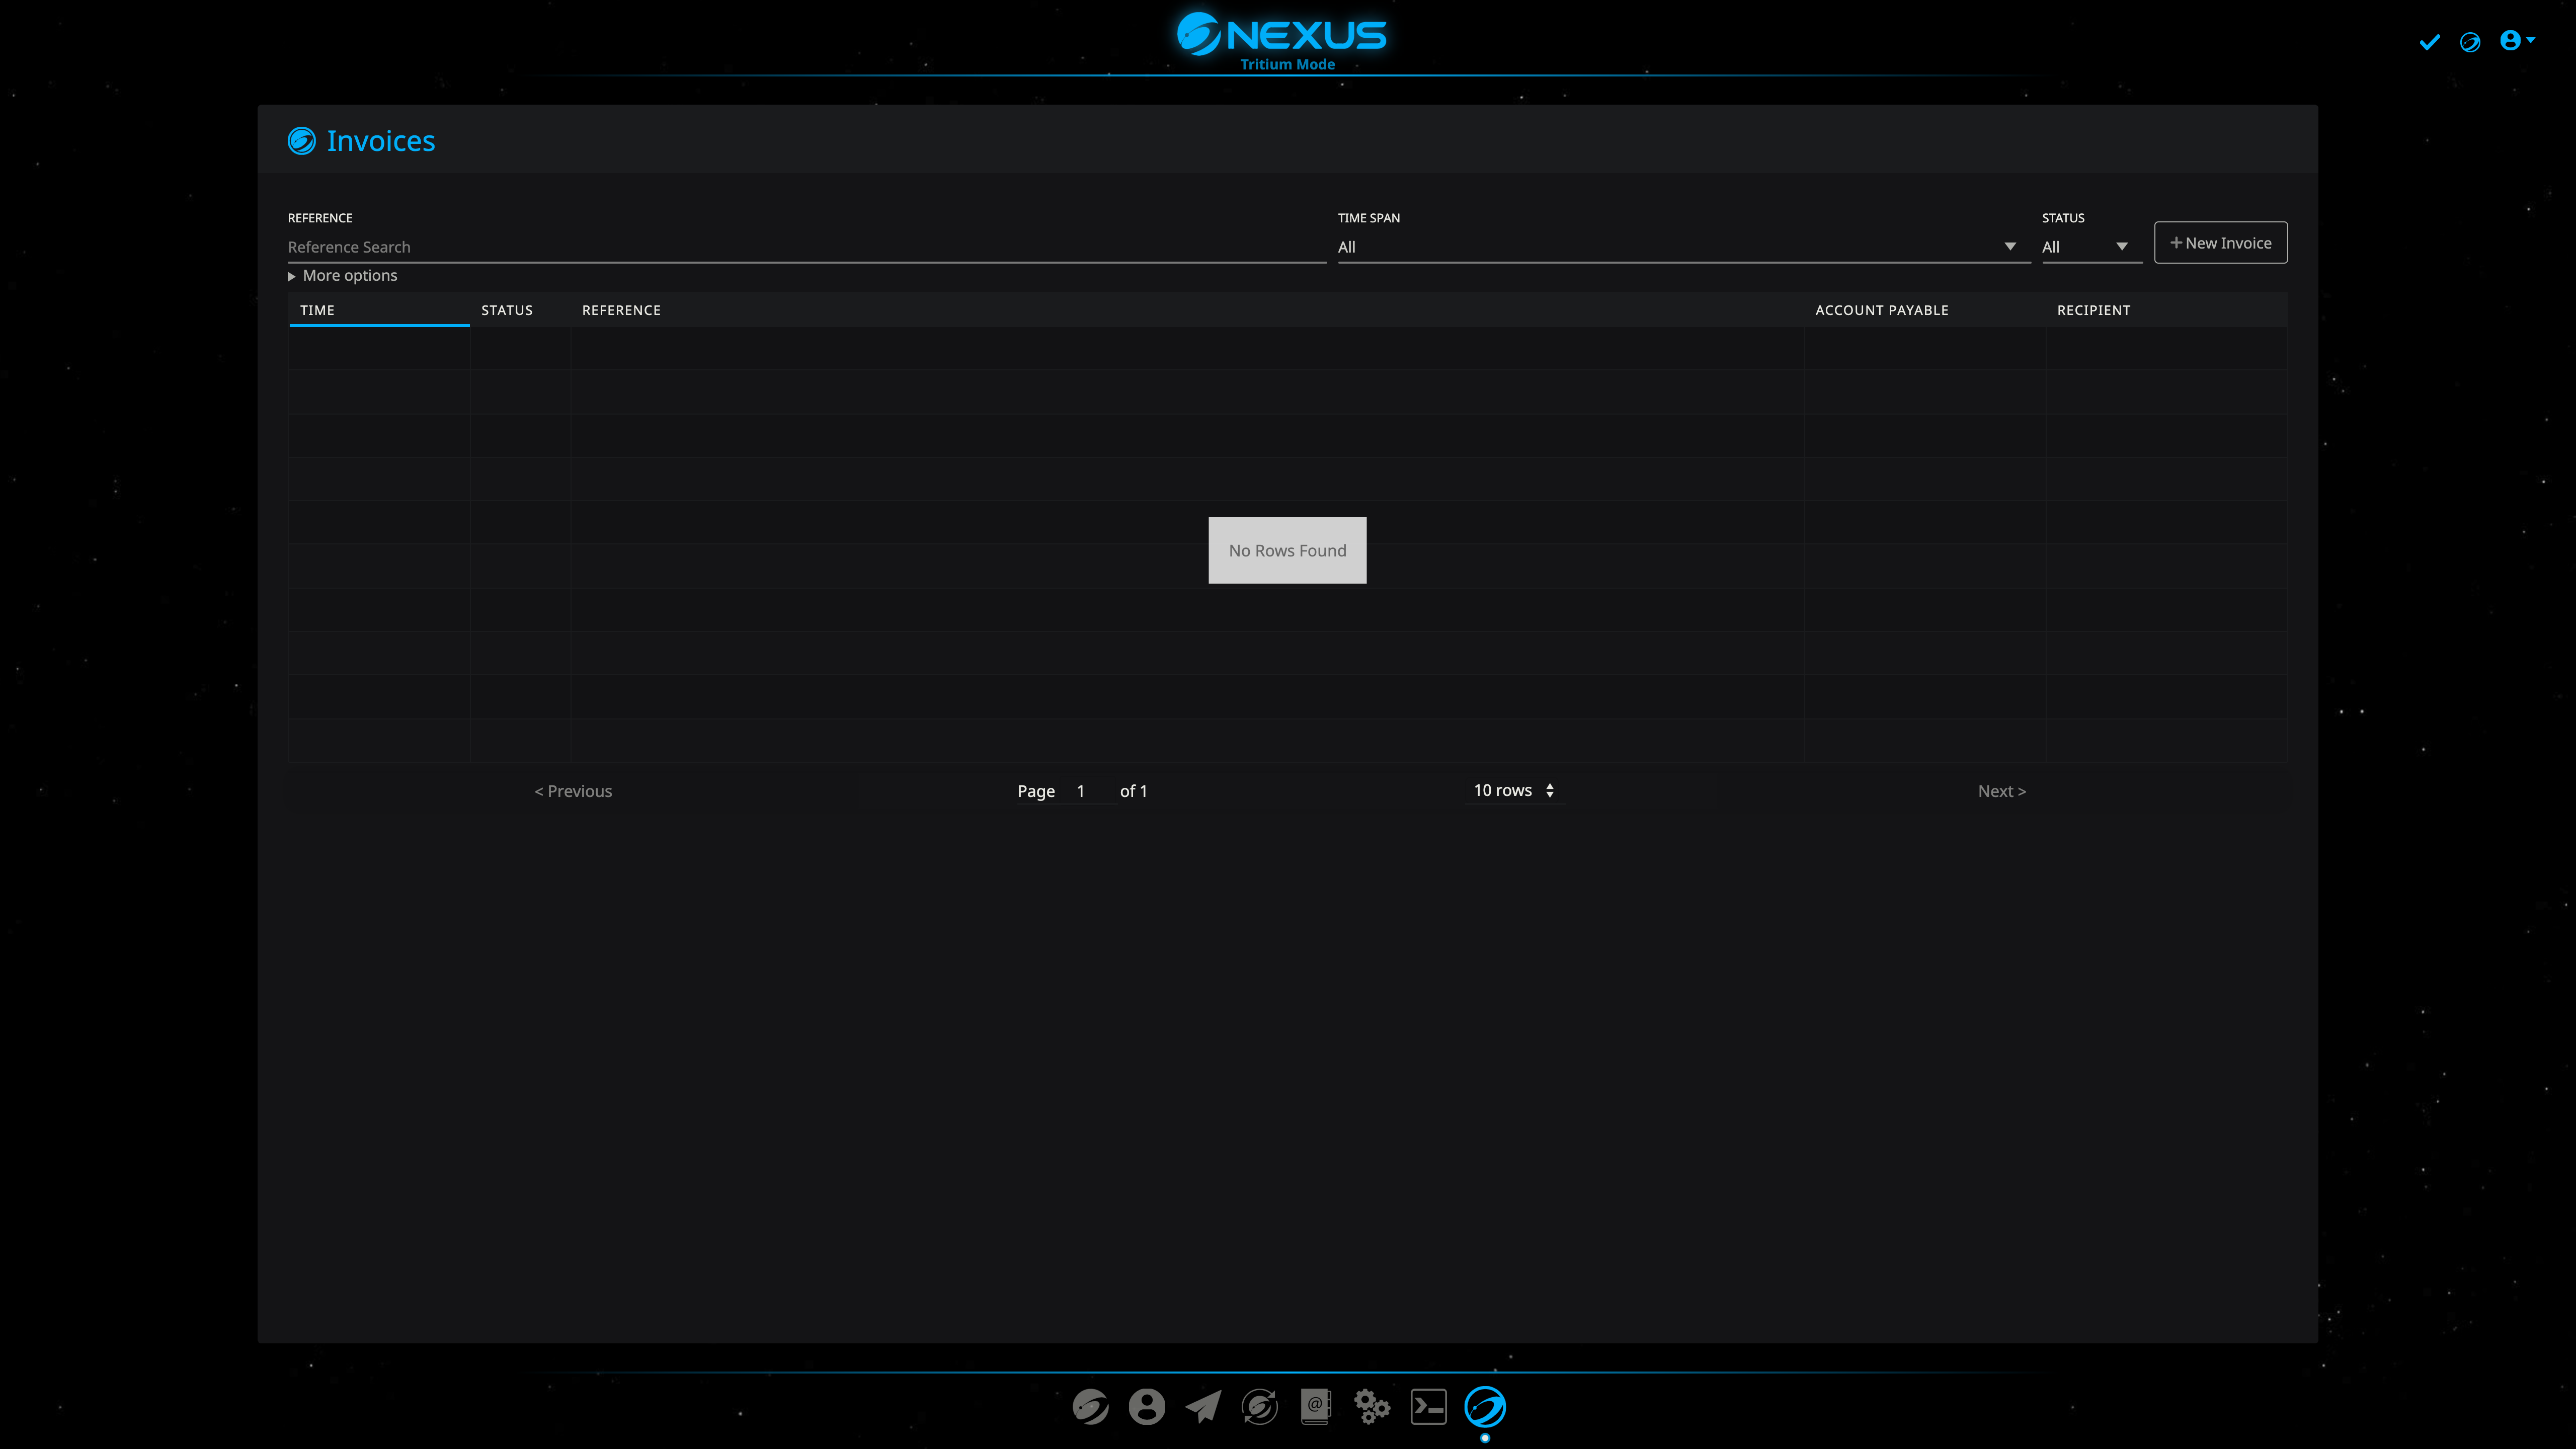 NEXUS
Tritium Mode
Invoices
REFERENCE TIME SPAN STATUS
Reference Search All All + New Invoice
More options
TIME STATUS REFERENCE ACCOUNT PAYABLE RECIPIENT
No Rows Found
< Previous Page 1 of 1 10 rows Next >
@